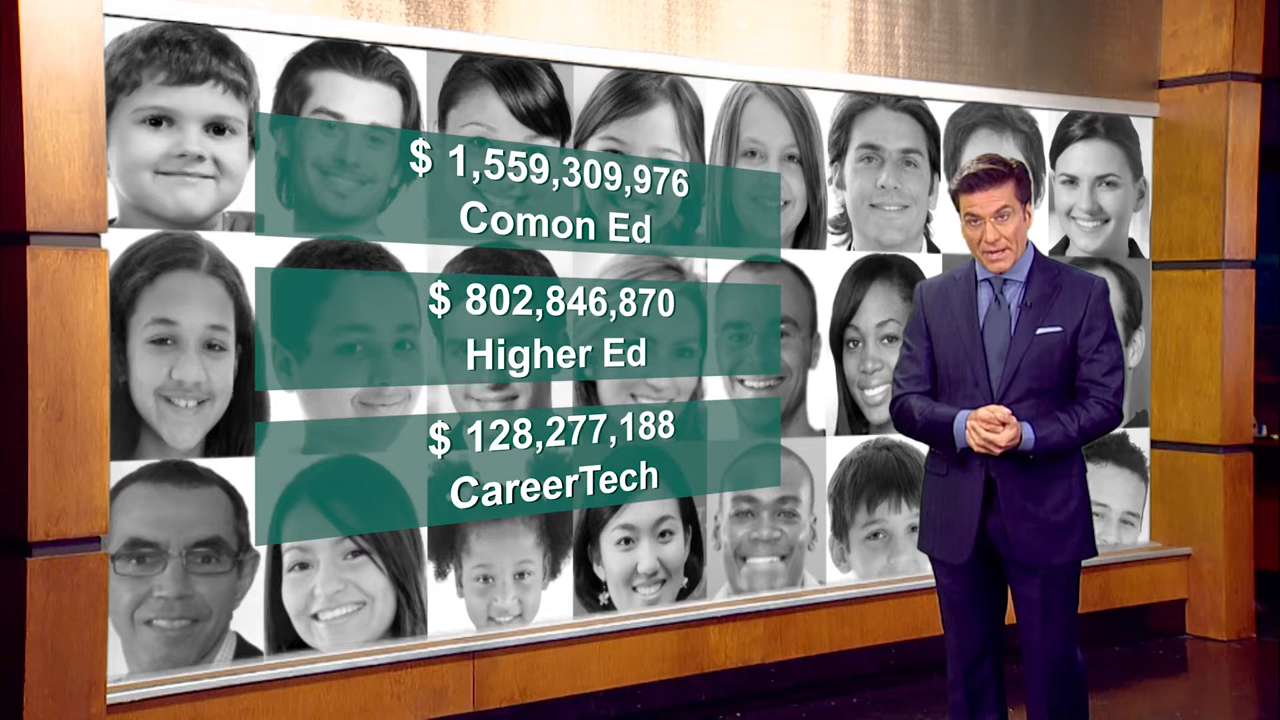 $ 1,559,309,976
Comon Ed
$ 802,846,870
Higher Ed
$ 128,277,188
CareerTech